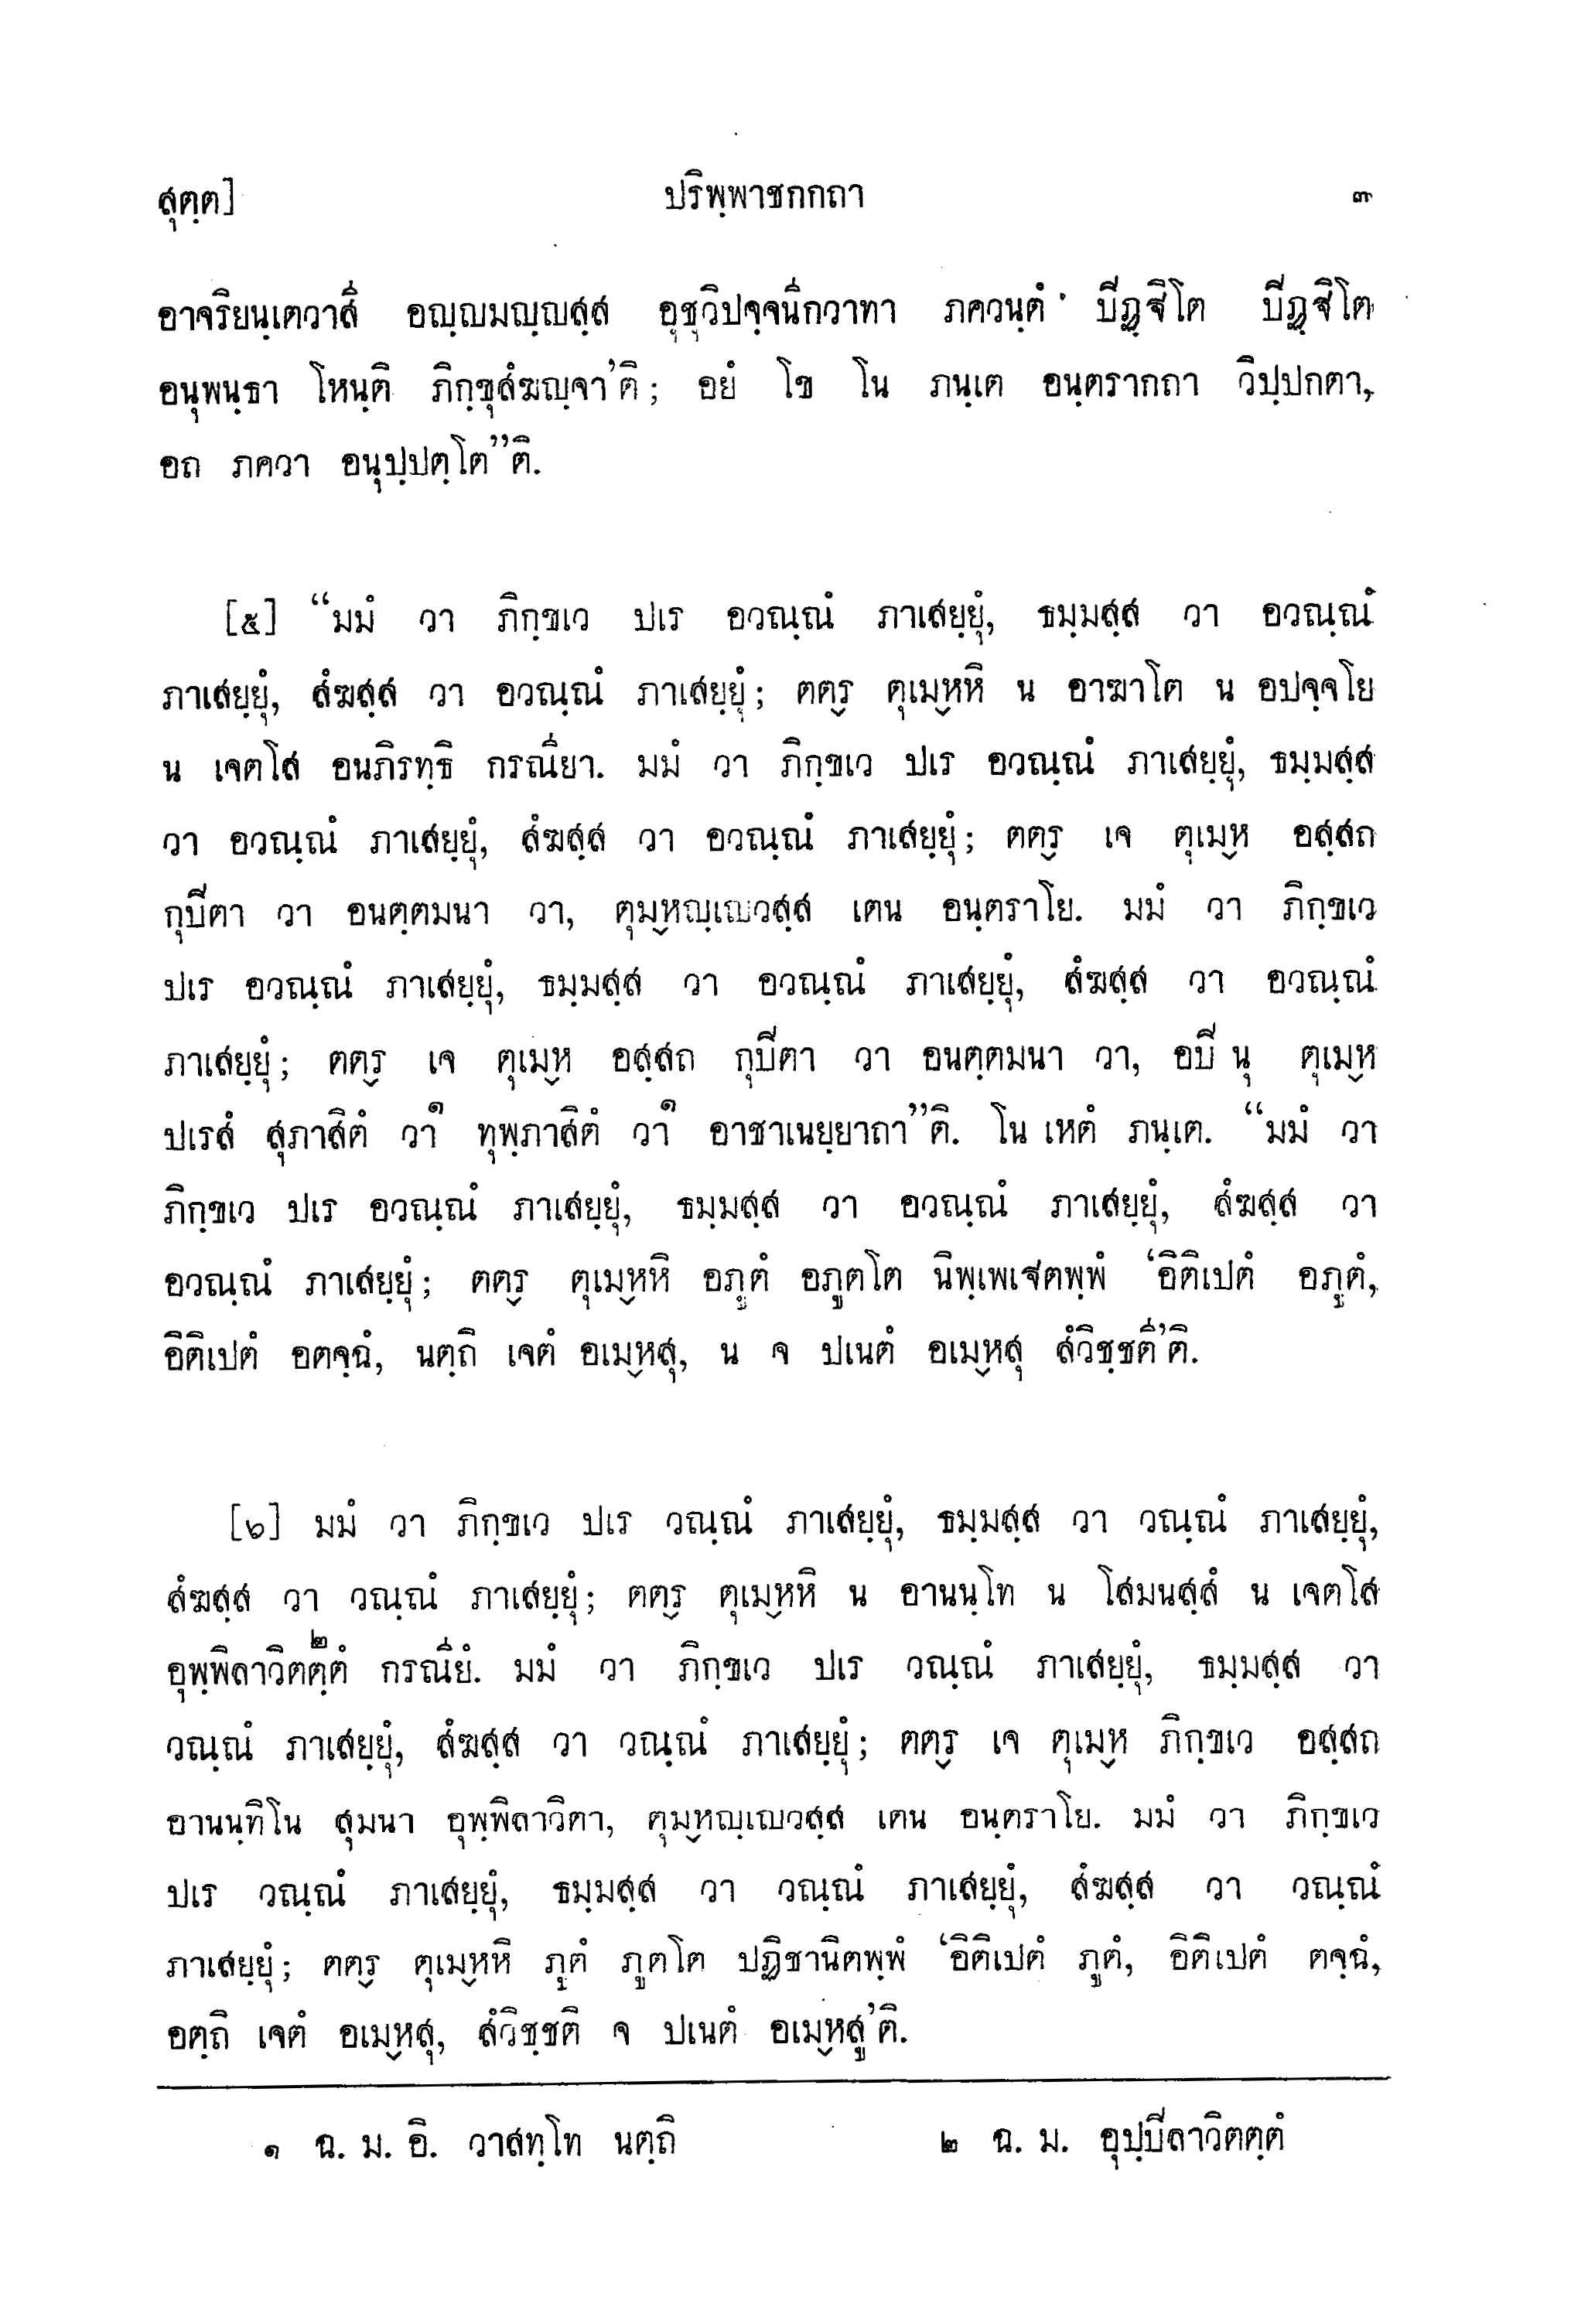 สุตฺต]
ปริพฺพาชกกถา
๓
อาจริยนฺเตวาสี อญฺญมญฺญสฺส อุชุวิปจฺจนีกวาทา ภควนฺตํ ปิฏฺฐิโต ปิฏฺฐิโต
อนุพนฺธา โหนฺติ ภิกฺขุสํฆญฺจา’ติ; อยํ โข โน ภนฺเต อนฺตรากถา วิปฺปกตา,
อถ ภควา อนุปฺปตฺโต”ติ.
[๕] “มมํ วา ภิกฺขเว ปเร อวณฺณํ ภาเสยฺยุํ, ธมฺมสฺส วา อวณฺณํ
ภาเสยฺยุํ, สํฆสฺส วา อวณฺณํ ภาเสยฺยุํ; ตตฺร ตุเมฺหหิ น อาฆาโต น อปจฺจโย
น เจตโส อนภิรทฺธิ กรณียา. มมํ วา ภิกฺขเว ปเร อวณฺณํ ภาเสยฺยุํ, ธมฺมสฺส
วา อวณฺณํ ภาเสยฺยุํ, สํฆสฺส วา อวณฺณํ ภาเสยฺยุํ; ตตฺร เจ ตุเมฺห อสฺสถ
กุปิตา วา อนตฺตมนา วา, ตุมฺหญฺเญวสฺส เตน อนฺตราโย. มมํ วา ภิกฺขเว
ปเร อวณฺณํ ภาเสยฺยุํ, ธมฺมสฺส วา อวณฺณํ ภาเสยฺยุํ, สํฆสฺส วา อวณฺณํ
ภาเสยฺยุํ; ตตฺร เจ ตุเมฺห อสฺสถ กุปิตา วา อนตฺตมนา วา, อปิ นุ ตุเมฺห
ปเรสํ สุภาสิตํ วา๑ ทุพฺภาสิตํ วา๑ อาชาเนยฺยาถา”ติ. โน เหตํ ภนฺเต. “มมํ วา
ภิกฺขเว ปเร อวณฺณํ ภาเสยฺยุํ, ธมฺมสฺส วา อวณฺณํ ภาเสยฺยุํ, สํฆสฺส วา
อวณฺณํ ภาเสยฺยุํ; ตตฺร ตุเมฺหหิ อภูตํ อภูตโต นิพฺเพเฐตพฺพํ ‘อิติเปตํ อภูตํ,
อิติเปตํ อตจฺฉํ, นตฺถิ เจตํ อเมฺหสุ, น จ ปเนตํ อเมฺหสุ สํวิชฺชตี’ติ.
[๖] มมํ วา ภิกฺขเว ปเร วณฺณํ ภาเสยฺยุํ, ธมฺมสฺส วา วณฺณํ ภาเสยฺยุํ,
สํฆสฺส วา วณฺณํ ภาเสยฺยุํ; ตตฺร ตุเมฺหหิ น อานนฺโท น โสมนสฺสํ น เจตโส
อุพฺพิลาวิตตฺตํ๒ กรณียํ. มมํ วา ภิกฺขเว ปเร วณฺณํ ภาเสยฺยุํ, ธมฺมสฺส วา
วณฺณํ ภาเสยฺยุํ, สํฆสฺส วา วณฺณํ ภาเสยฺยุํ; ตตฺร เจ ตุเมฺห ภิกฺขเว อสฺสถ
อานนฺทิโน สุมนา อุพฺพิลาวิตา, ตุมฺหญฺเญวสฺส เตน อนฺตราโย. มมํ วา ภิกฺขเว
ปเร วณฺณํ ภาเสยฺยุํ, ธมฺมสฺส วา วณฺณํ ภาเสยฺยุํ, สํฆสฺส วา วณฺณํ
ภาเสยฺยุํ; ตตฺร ตุเมฺหหิ ภูตํ ภูตโต ปฏิชานิตพฺพํ ‘อิติเปตํ ภูตํ, อิติเปตํ ตจฺฉํ,
อตฺถิ เจตํ อเมฺหสุ, สํวิชฺชติ จ ปเนตํ อเมฺหสู’ติ.
๑ ฉ. ม. อิ. วาสทฺโท นตฺถิ
๒ ฉ. ม. อุปฺปิลาวิตตฺตํ